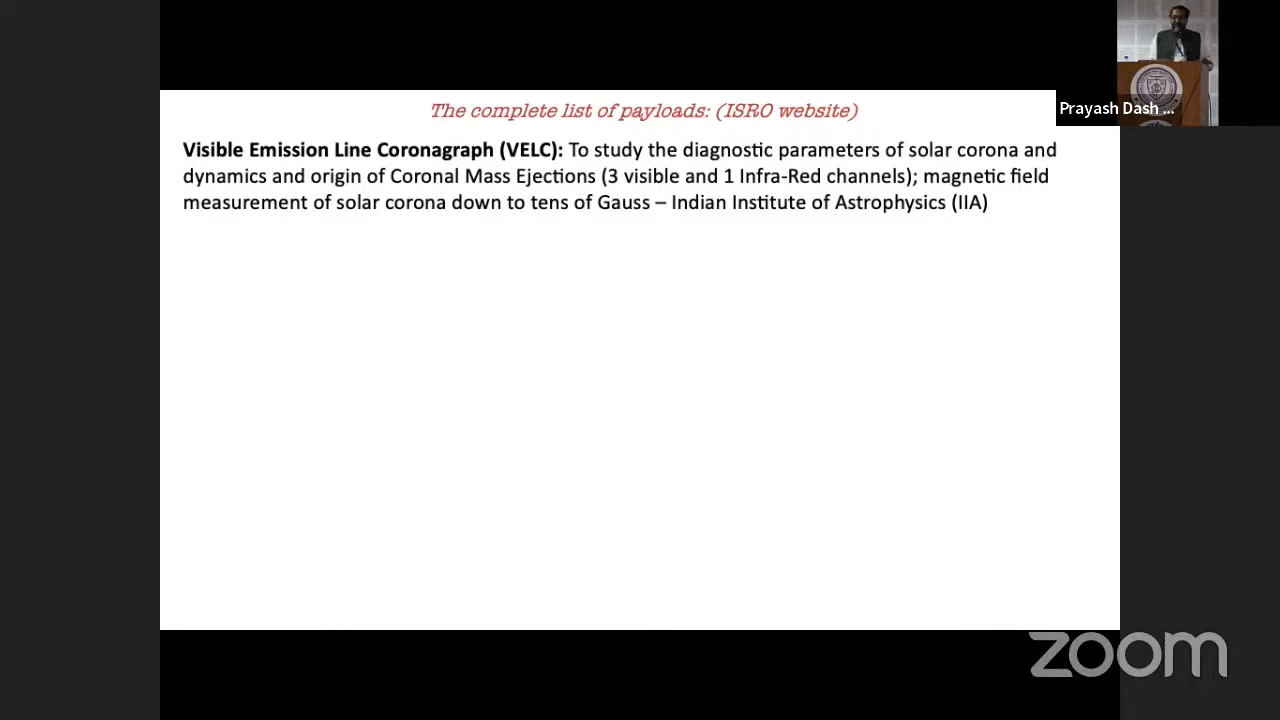 The complete list of payloads: (ISRO website)
Prayash Dash ...
Visible Emission Line Coronagraph (VELC): To study the diagnostic parameters of solar corona and
dynamics and origin of Coronal Mass Ejections (3 visible and 1 Infra-Red channels); magnetic field
measurement of solar corona down to tens of Gauss – Indian Institute of Astrophysics (IIA)
zoom